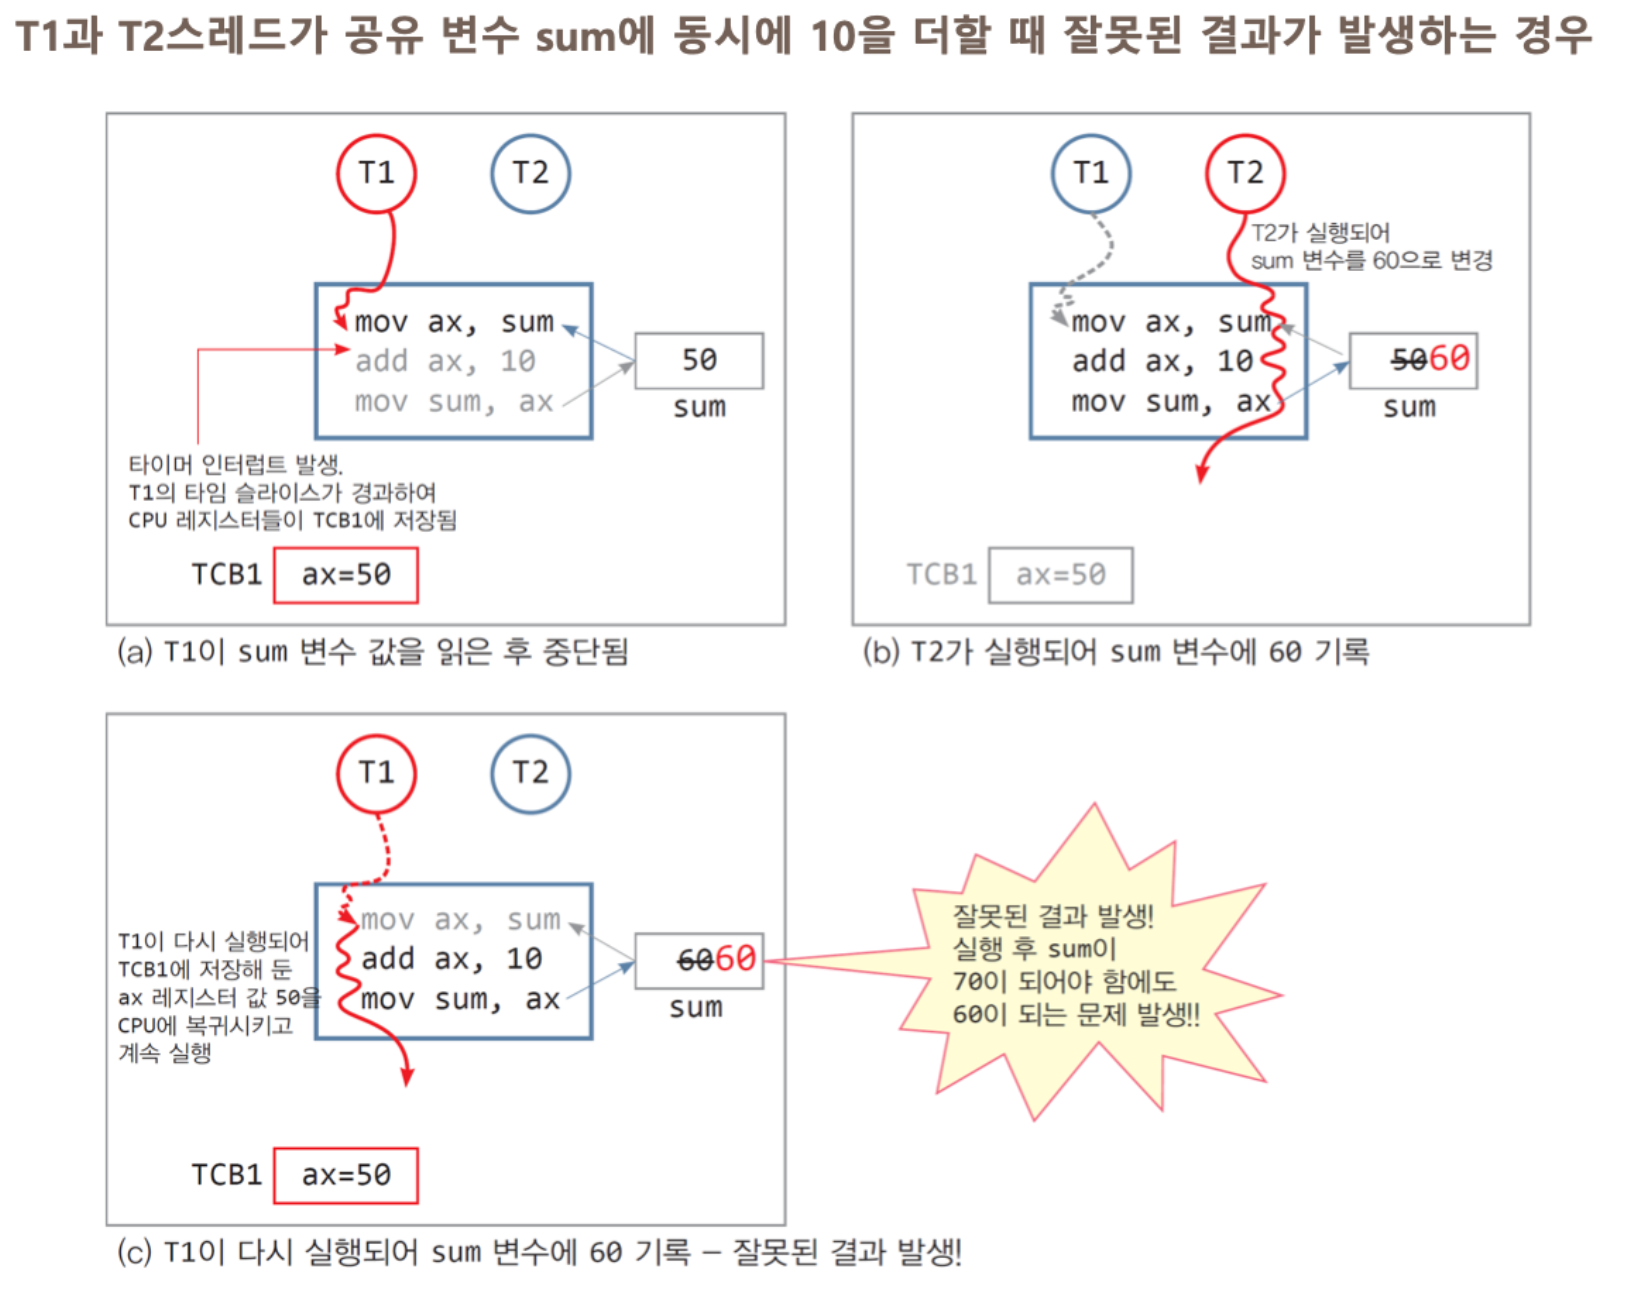 T1과 T2스레드가 공유 변수 sum에 동시에 10을 더할 때 잘못된 결과가 발생하는 경우
T1
T2
mov ax, sum
add ax, 10
mov sum, ax
50
sum
타이머 인터럽트 발생.
T1의 타임 슬라이스가 경과하여
CPU 레지스터들이 TCB1에 저장됨
TCB1
ax=50
(a) T1이 sum 변수 값을 읽은 후 중단됨
T1
T2
T2가 실행되어
sum 변수를 60으로 변경
mov ax, sum
add ax, 10
mov sum, ax
5060
sum
TCB1
ax=50
(b) T2가 실행되어 sum 변수에 60 기록
T1
T2
mov ax, sum
add ax, 10
mov sum, ax
6060
sum
T1이 다시 실행되어
TCB1에 저장해 둔
ax 레지스터 값 50을
CPU에 복귀시키고
계속 실행
잘못된 결과 발생!
실행 후 sum이
70이 되어야 함에도
60이 되는 문제 발생!!
TCB1
ax=50
(c) T1이 다시 실행되어 sum 변수에 60 기록 – 잘못된 결과 발생!